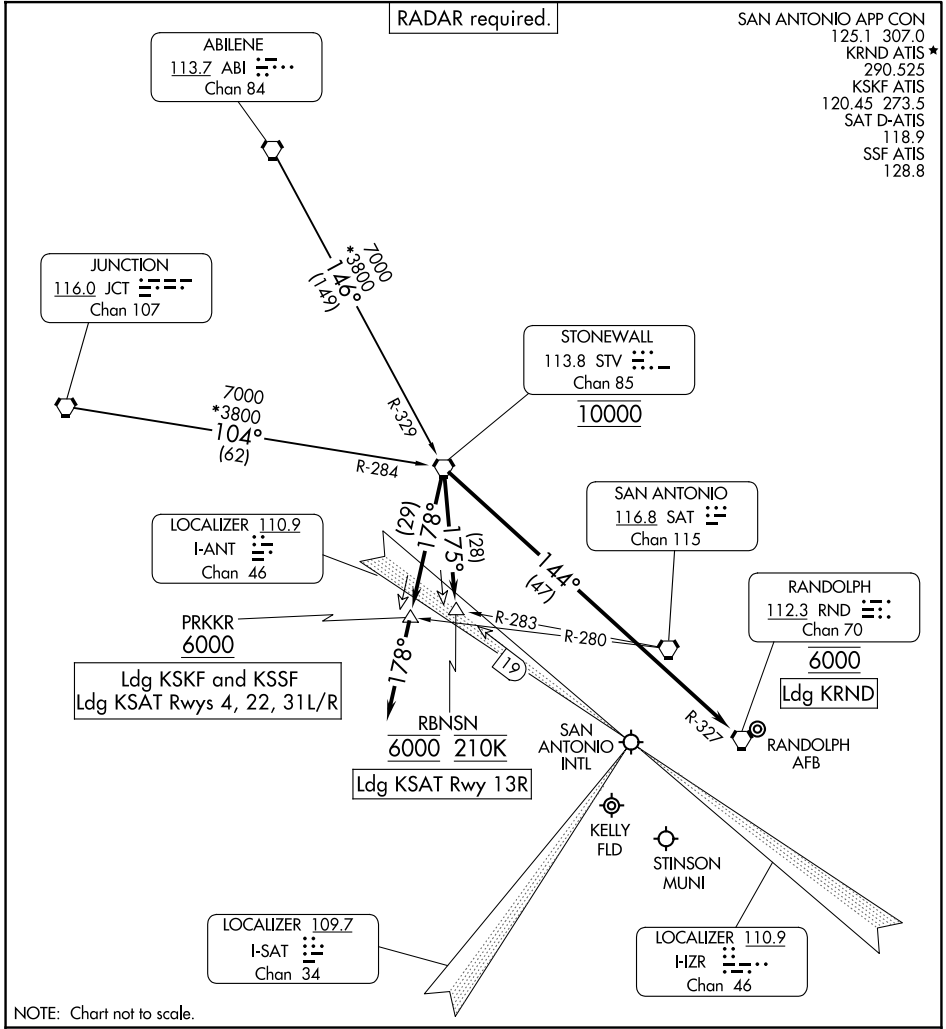 RADAR required.
SAN ANTONIO APP CON
125.1 307.0
KRND ATIS ★
290.525
KSKF ATIS
120.45 273.5
SAT D-ATIS
118.9
SSF ATIS
128.8
ABILENE
113.7 ABI
Chan 84
7000
*3800
146°
(149)
R-329
JUNCTION
116.0 JCT
Chan 107
7000
*3800
104°
(62)
R-284
STONEWALL
113.8 STV
Chan 85
10000
SAN ANTONIO
116.8 SAT
Chan 115
LOCALIZER 110.9
I-ANT
Chan 46
178°
(29)
175°
(28)
144°
(47)
RANDOLPH
112.3 RND
Chan 70
6000
Ldg KRND
R-283
R-280
PRKKR
6000
Ldg KSKF and KSSF
Ldg KSAT Rwys 4, 22, 31L/R
178°
19
RBNSN
6000 210K
Ldg KSAT Rwy 13R
SAN
ANTONIO
INTL
R-327
RANDOLPH
AFB
KELLY
FLD
STINSON
MUNI
LOCALIZER 109.7
I-SAT
Chan 34
LOCALIZER 110.9
I-IZR
Chan 46
NOTE: Chart not to scale.